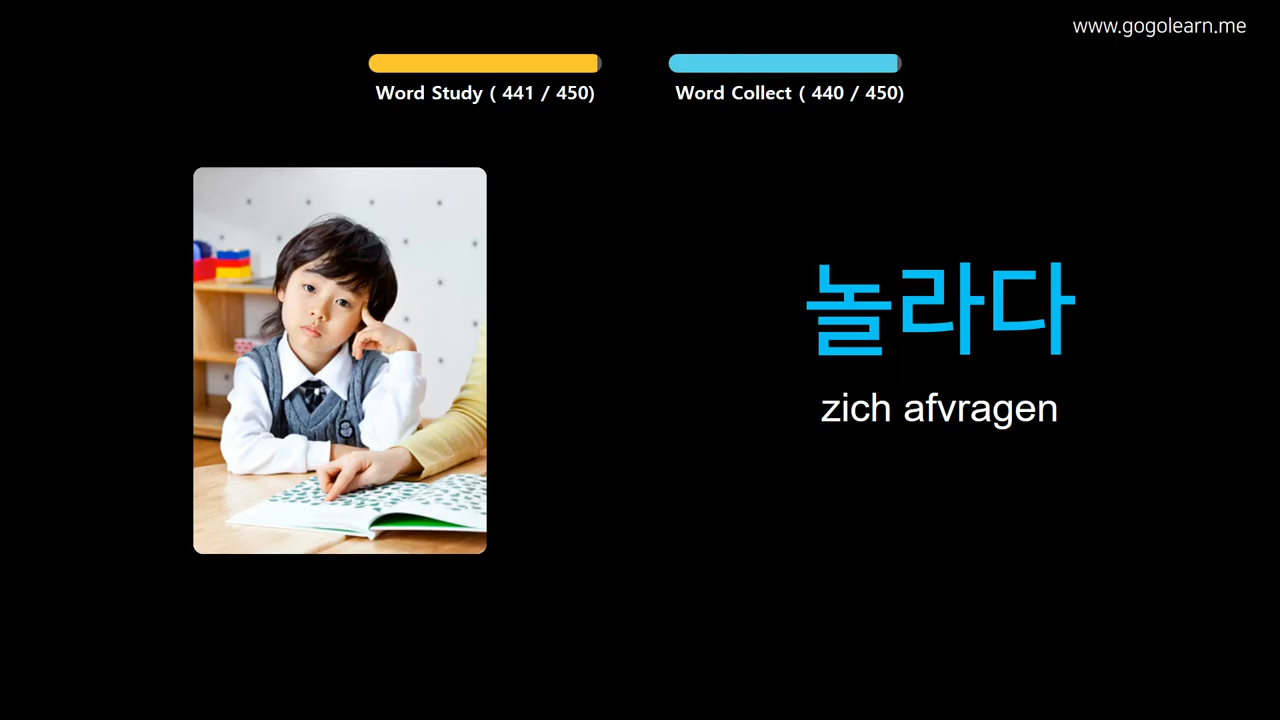 www.gogolearn.me
Word Study ( 441 / 450)
Word Collect ( 440 / 450)
놀라다
zich afvragen